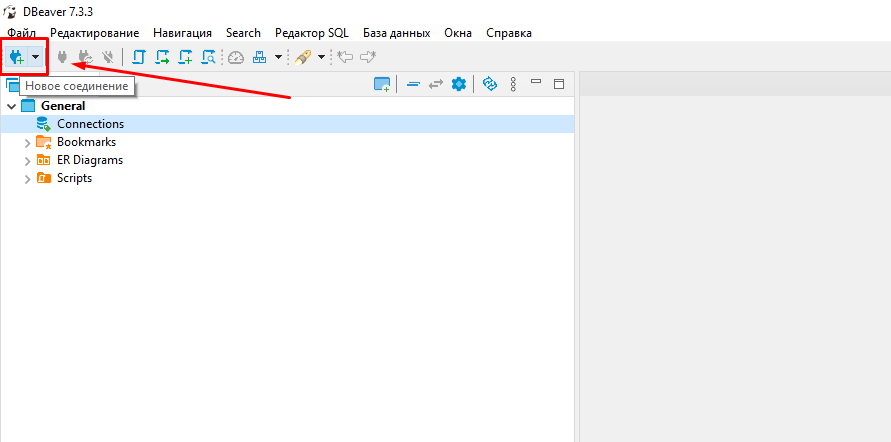 DBeaver 7.3.3
Файл Редактирование Навигация Search Редактор SQL База данных Окна Справка
Новое соединение
General
Connections
Bookmarks
ER Diagrams
Scripts